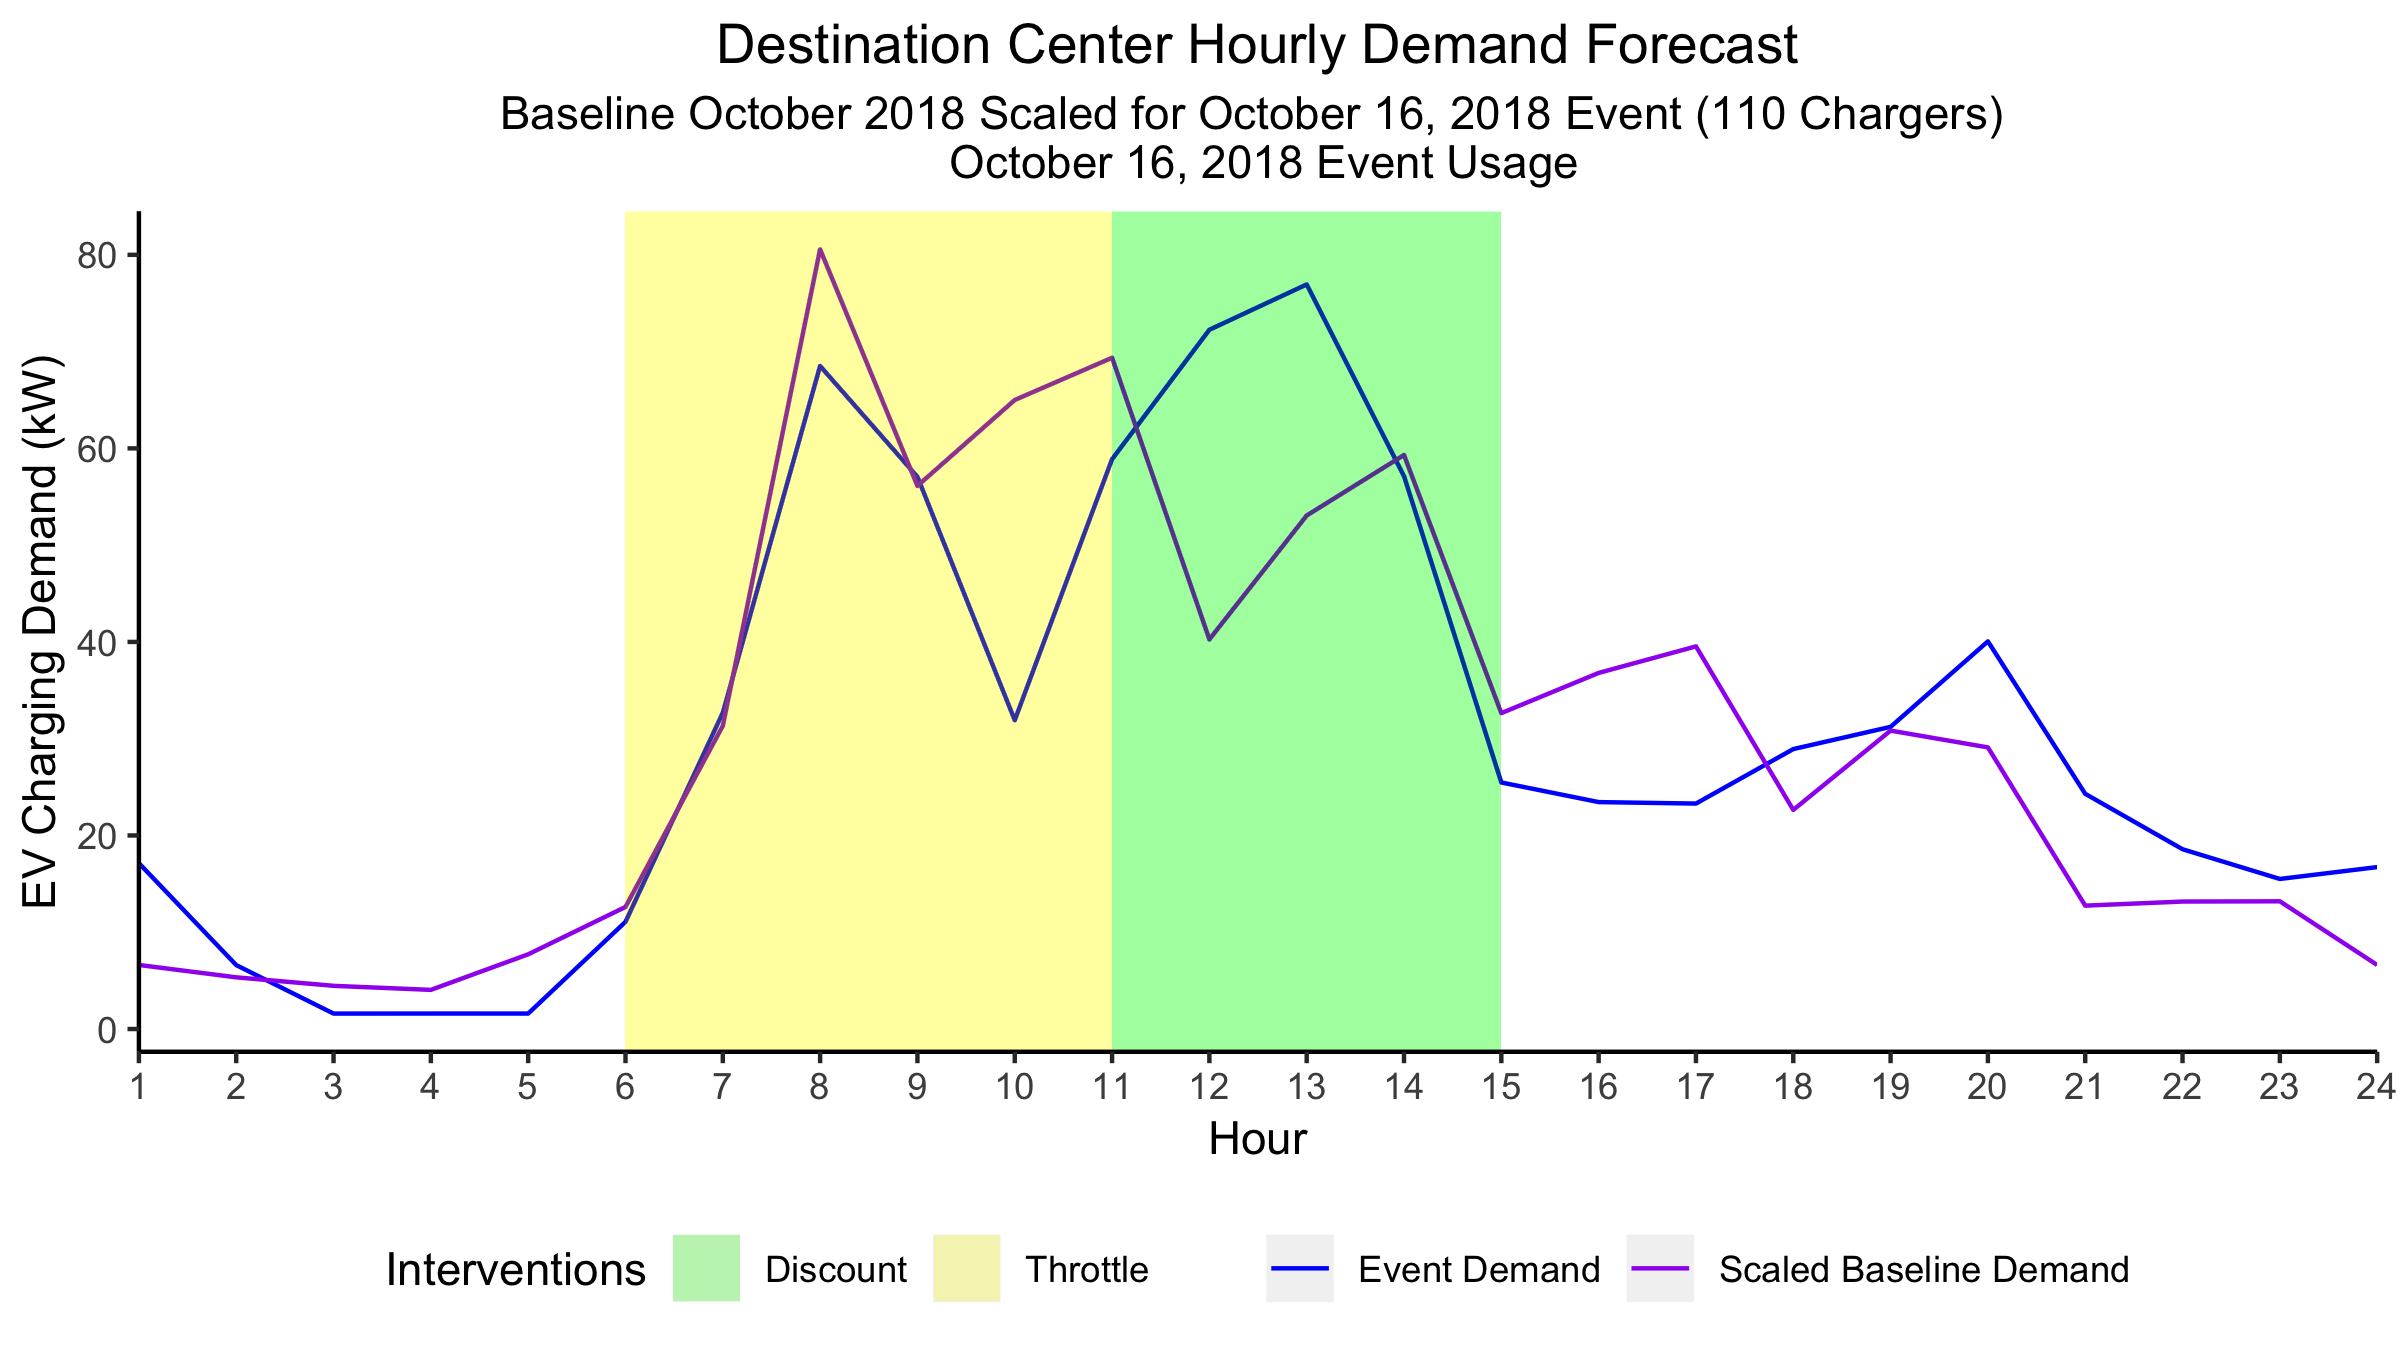 Destination Center Hourly Demand Forecast
Baseline October 2018 Scaled for October 16, 2018 Event (110 Chargers)
October 16, 2018 Event Usage
EV Charging Demand (kW)
80
60
40
20
0
1 2 3 4 5 6 7 8 9 10 11 12 13 14 15 16 17 18 19 20 21 22 23 24
Hour
Interventions Discount Throttle Event Demand Scaled Baseline Demand